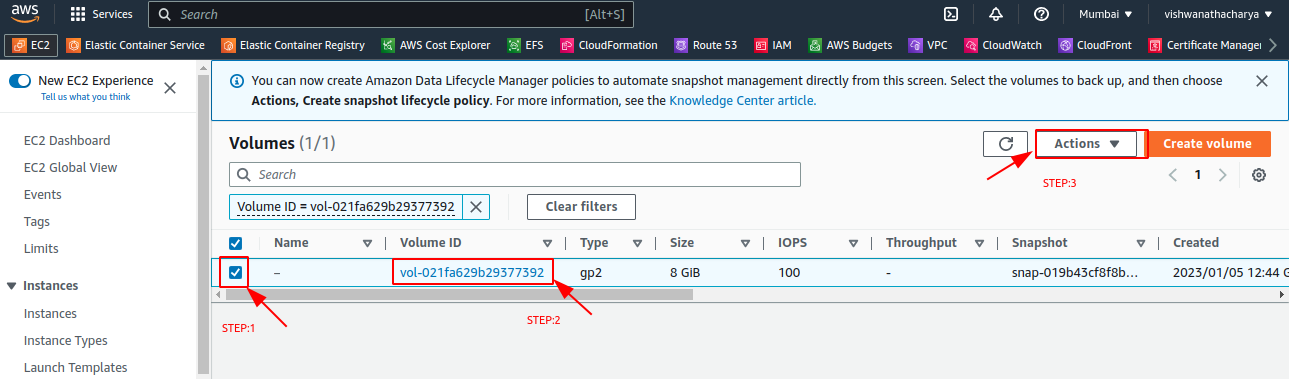 aws
Services
Search
[Alt+S]
Mumbai
vishwanathacharya
EC2
Elastic Container Service
Elastic Container Registry
AWS Cost Explorer
EFS
CloudFormation
Route 53
IAM
AWS Budgets
VPC
CloudWatch
CloudFront
Certificate Manager
New EC2 Experience
Tell us what you think
EC2 Dashboard
EC2 Global View
Events
Tags
Limits
Instances
Instances
Instance Types
Launch Templates
You can now create Amazon Data Lifecycle Manager policies to automate snapshot management directly from this screen. Select the volumes to back up, and then choose
Actions, Create snapshot lifecycle policy. For more information, see the Knowledge Center article.
Volumes (1/1)
Actions
Create volume
Search
STEP:3
1
Volume ID = vol-021fa629b29377392
Clear filters
Name
Volume ID
Type
Size
IOPS
Throughput
Snapshot
Created
–
vol-021fa629b29377392
gp2
8 GiB
100
-
snap-019b43cf8f8b...
2023/01/05 12:44 G
STEP:1
STEP:2